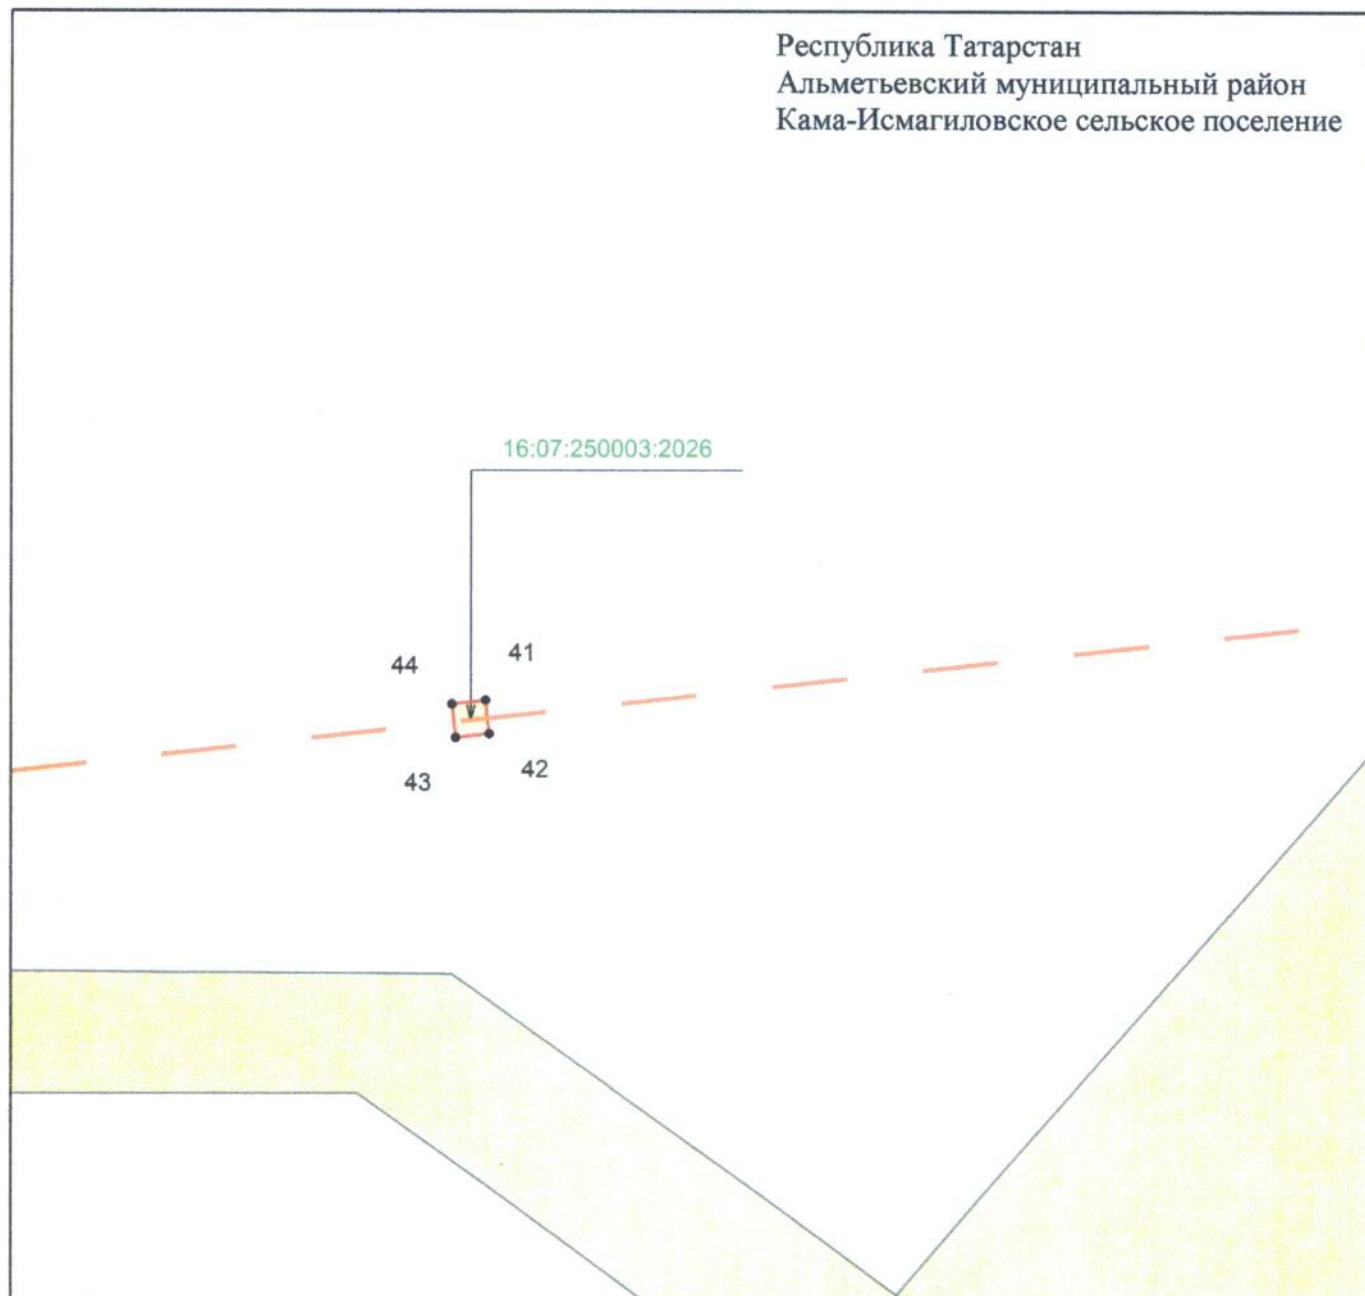 Республика Татарстан
Альметьевский муниципальный район
Кама-Исмагиловское сельское поселение
16:07:250003:2026
44
41
43
42